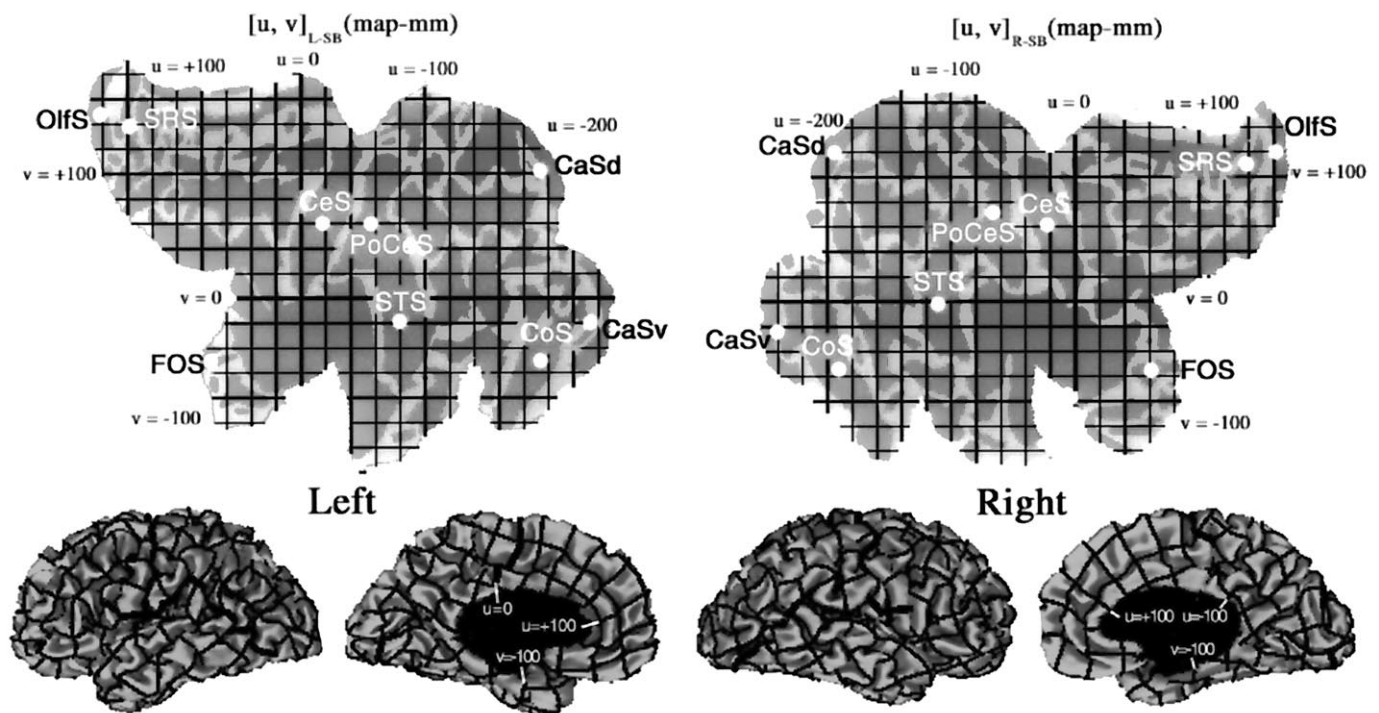 [u, v]L-SB(map-mm)
u = +100
u = 0
u = -100
OlfS
SRS
u = -200
CaSd
v = +100
CeS
PoCeS
v = 0
STS
CoS
CaSv
FOS
v = -100
Left
[u, v]R-SB(map-mm)
u = -100
u = 0
u = +100
u = -200
OlfS
CaSd
SRS
v = +100
CeS
PoCeS
STS
v = 0
CaSv
CoS
FOS
v = -100
Right
u=0
u=+100
v=-100
u=+100
u=-100
v=-100